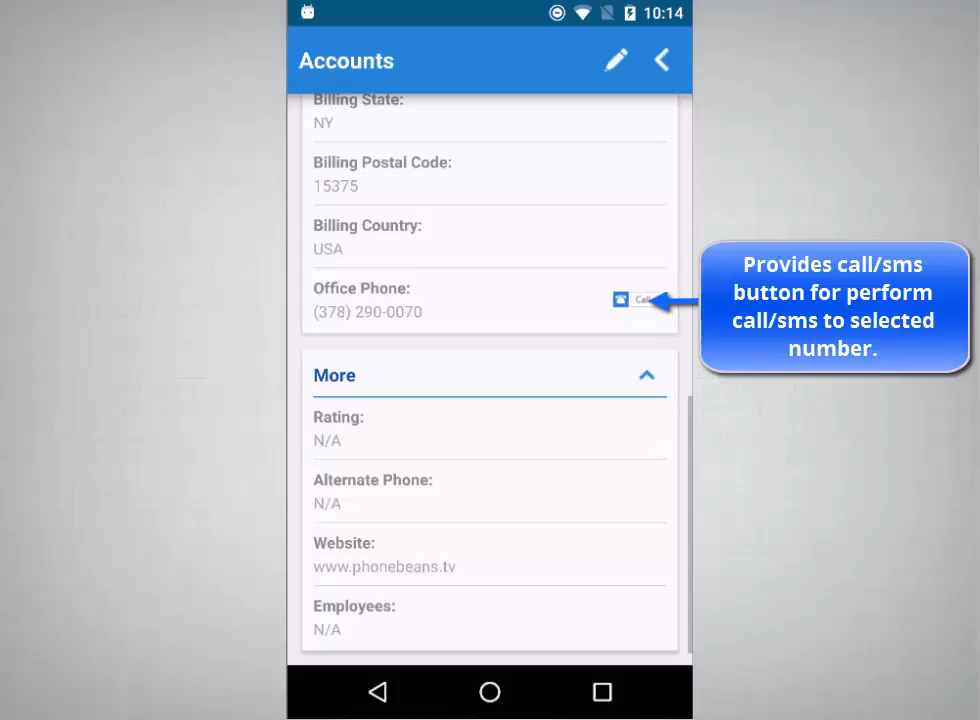 10:14
Accounts
Billing State:
NY
Billing Postal Code:
15375
Billing Country:
USA
Office Phone:
(378) 290-0070
Provides call/sms
button for perform
call/sms to selected
number.
More
Rating:
N/A
Alternate Phone:
N/A
Website:
www.phonebeans.tv
Employees:
N/A